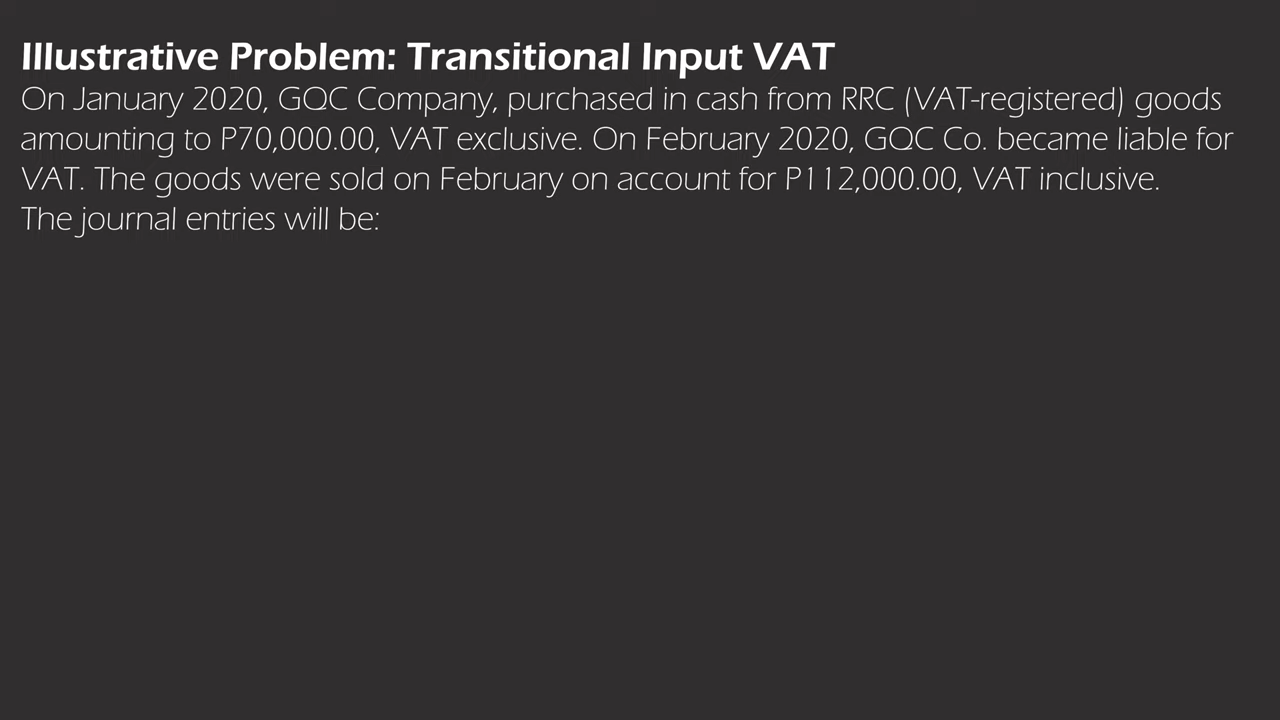 Illustrative Problem: Transitional Input VAT
On January 2020, GQC Company, purchased in cash from RRC (VAT-registered) goods
amounting to P70,000.00, VAT exclusive. On February 2020, GQC Co. became liable for
VAT. The goods were sold on February on account for P112,000.00, VAT inclusive.
The journal entries will be: